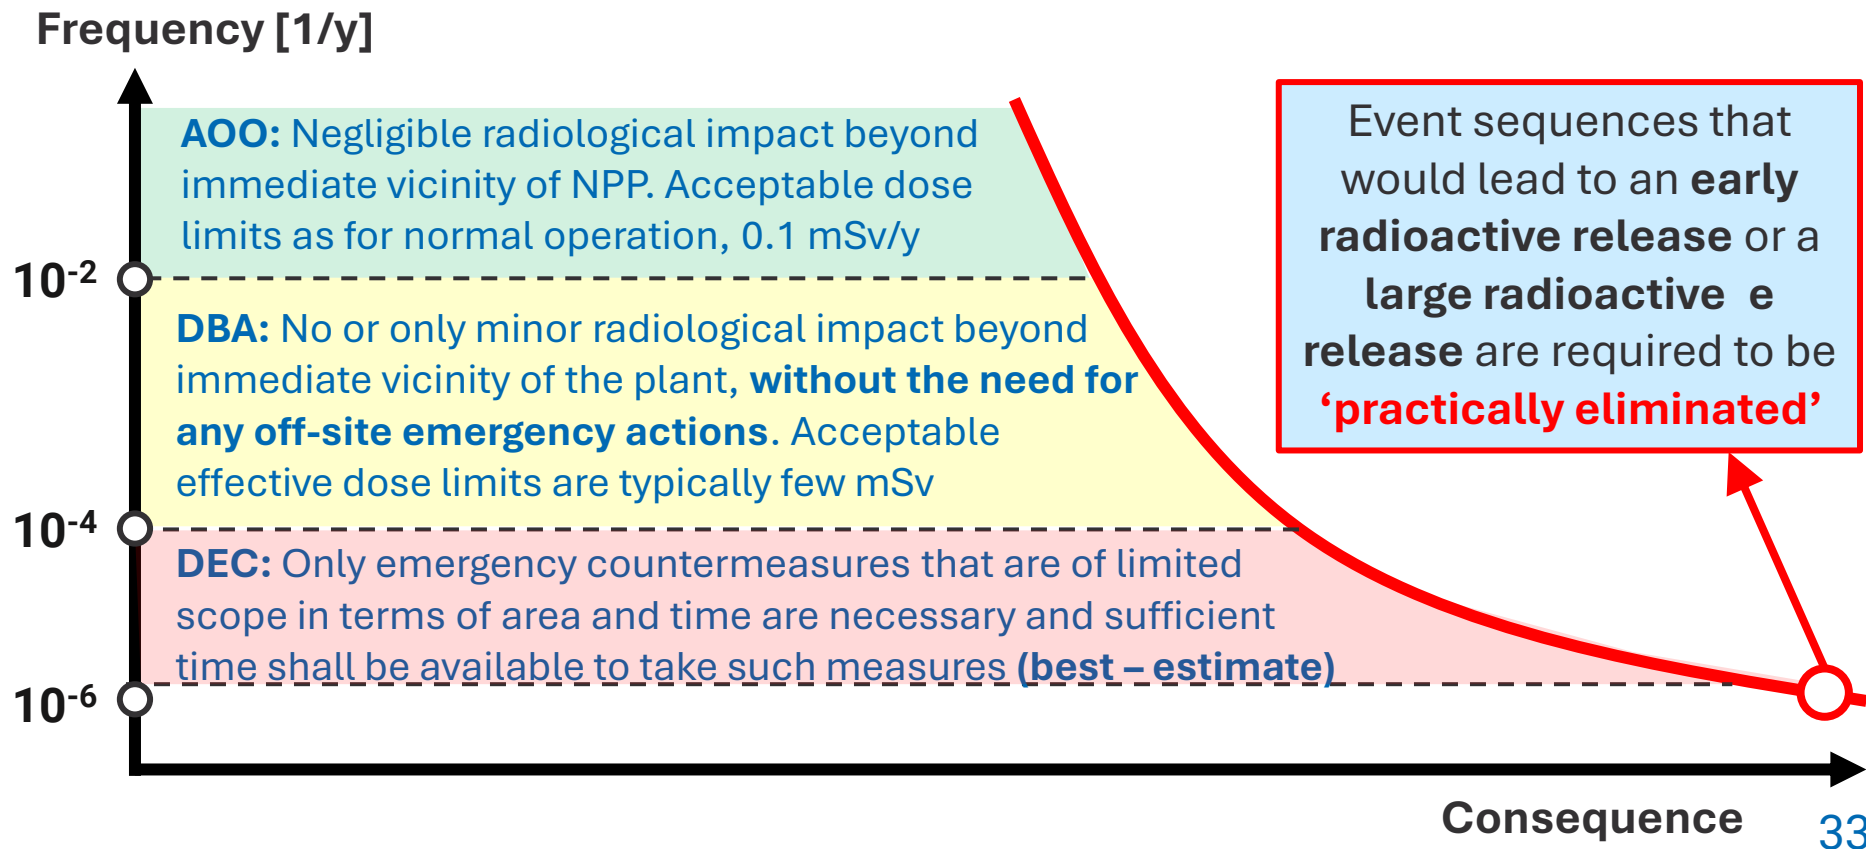 Frequency [1/y]
AOO: Negligible radiological impact beyond
immediate vicinity of NPP. Acceptable dose
limits as for normal operation, 0.1 mSv/y
10⁻²
DBA: No or only minor radiological impact beyond
immediate vicinity of the plant, without the need for
any off-site emergency actions. Acceptable
effective dose limits are typically few mSv
10⁻⁴
DEC: Only emergency countermeasures that are of limited
scope in terms of area and time are necessary and sufficient
time shall be available to take such measures (best – estimate)
10⁻⁶
Event sequences that
would lead to an early
radioactive release or a
large radioactive e
release are required to be
‘practically eliminated’
Consequence
33